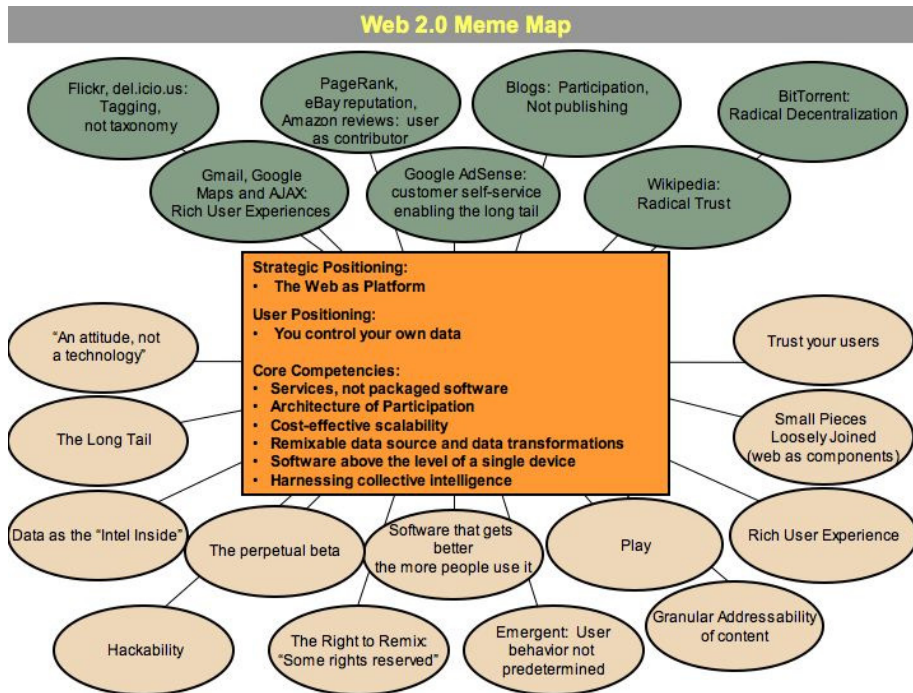 Web 2.0 Meme Map
Flickr, del.icio.us:
Tagging,
not taxonomy
PageRank,
eBay reputation,
Amazon reviews: user
as contributor
Blogs: Participation,
Not publishing
BitTorrent:
Radical Decentralization
Gmail, Google
Maps and AJAX:
Rich User Experiences
Google AdSense:
customer self-service
enabling the long tail
Wikipedia:
Radical Trust
Strategic Positioning:
• The Web as Platform
User Positioning:
• You control your own data
Core Competencies:
• Services, not packaged software
• Architecture of Participation
• Cost-effective scalability
• Remixable data source and data transformations
• Software above the level of a single device
• Harnessing collective intelligence
“An attitude, not
a technology”
Trust your users
The Long Tail
Small Pieces
Loosely Joined
(web as components)
Data as the “Intel Inside”
The perpetual beta
Software that gets
better
the more people use it
Play
Rich User Experience
Hackability
The Right to Remix:
“Some rights reserved”
Emergent: User
behavior not
predetermined
Granular Addressability
of content